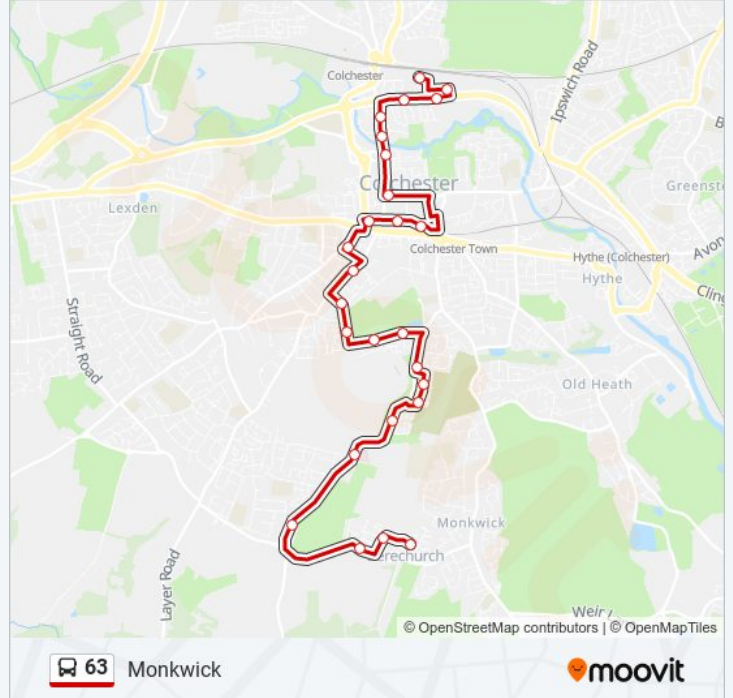 Ipswich Road
Colchester
B
Colchester
Greenste
Lexden
Colchester Town
Hythe (Colchester)
Avon
Hythe
Cling
Straight Road
Old Heath
Monkwick
erechurch
Layer Road
Weir
© OpenStreetMap contributors | © OpenMapTiles
63 Monkwick
moovit